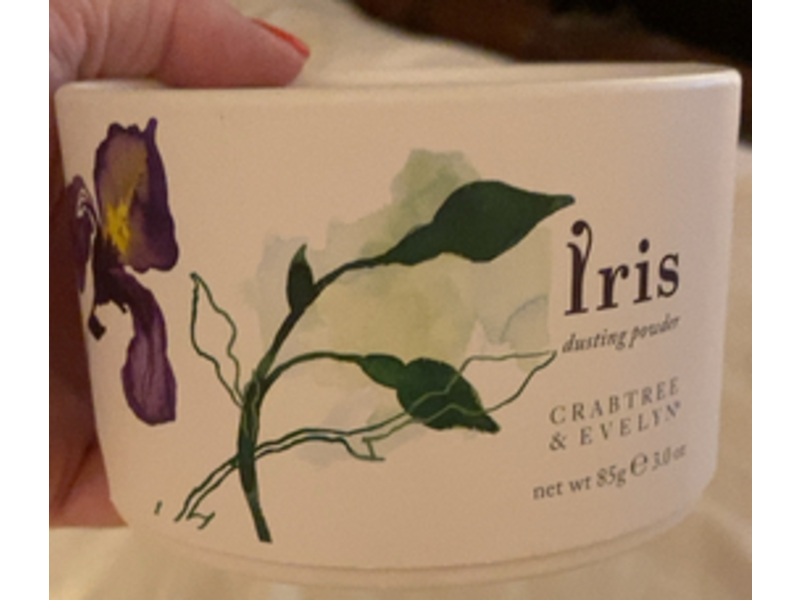 Iris
dusting powder
CRABTREE
& EVELYN®
net wt 85g ℮ 3.0 oz